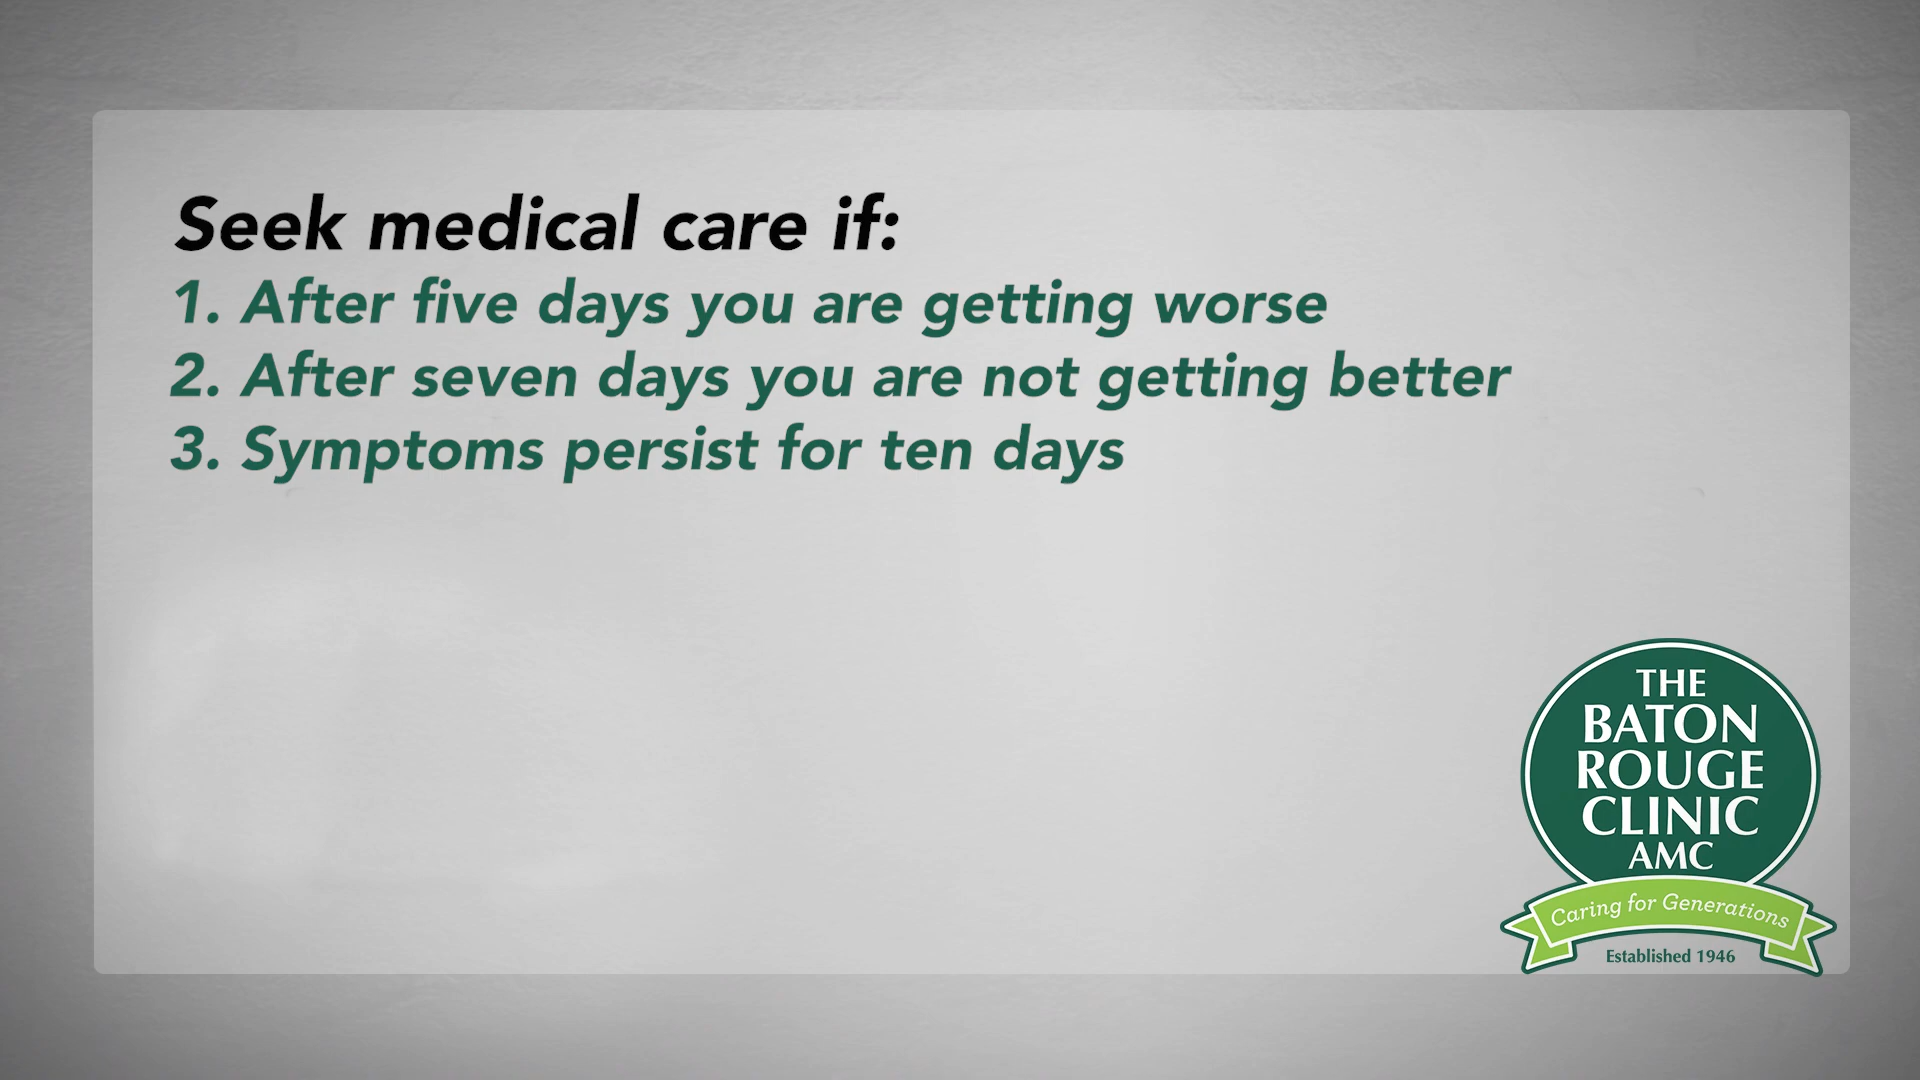 Seek medical care if:
1. After five days you are getting worse
2. After seven days you are not getting better
3. Symptoms persist for ten days
THE
BATON
ROUGE
CLINIC
AMC
Caring for Generations
Established 1946